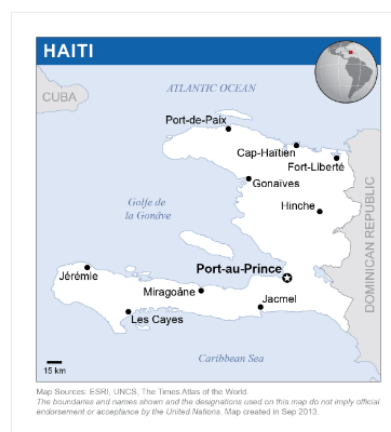 HAITI
CUBA
ATLANTIC OCEAN
Port-de-Paix
Cap-Haïtien
Fort-Liberté
Gonaïves
Golfe de
la Gonâve
Hinche
DOMINICAN REPUBLIC
Port-au-Prince
Jérémie
Miragoâne
Jacmel
Les Cayes
Caribbean Sea
15 km
Map Sources: ESRI, UNCS, The Times Atlas of the World.
The boundaries and names shown and the designations used on this map do not imply official
endorsement or acceptance by the United Nations. Map created in Sep 2013.